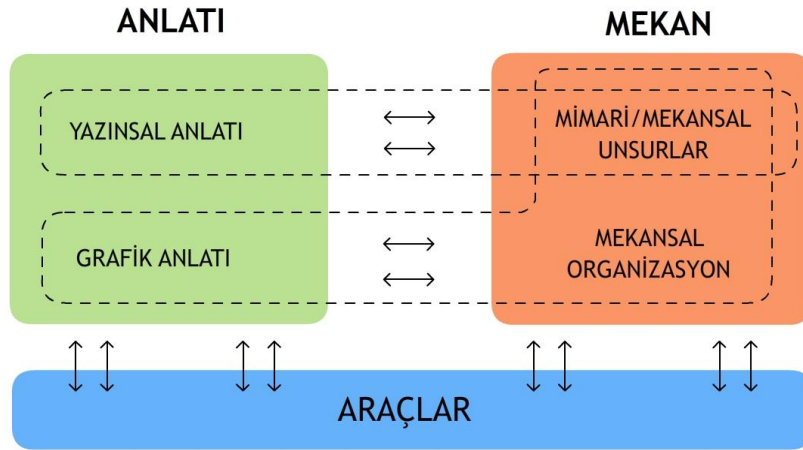 ANLATI
MEKAN
YAZINSAL ANLATI
MİMARİ/MEKANSAL
UNSURLAR
GRAFİK ANLATI
MEKANSAL
ORGANİZASYON
ARAÇLAR